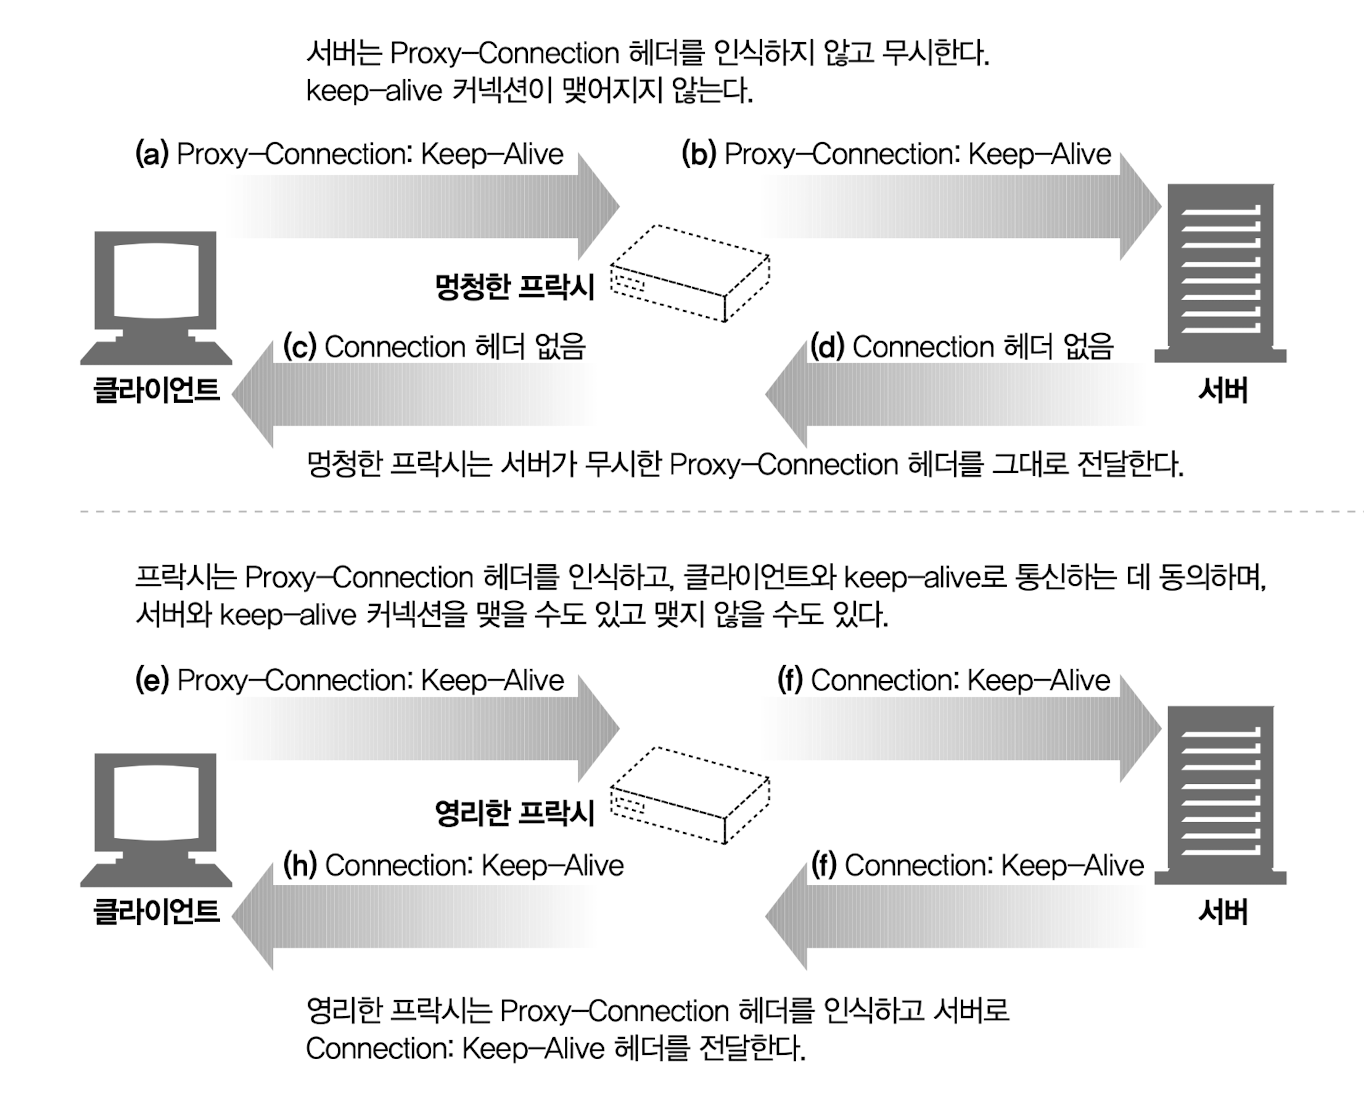 서버는 Proxy-Connection 헤더를 인식하지 않고 무시한다.
keep-alive 커넥션이 맺어지지 않는다.
(a) Proxy-Connection: Keep-Alive
(b) Proxy-Connection: Keep-Alive
멍청한 프락시
(c) Connection 헤더 없음
(d) Connection 헤더 없음
클라이언트
서버
멍청한 프락시는 서버가 무시한 Proxy-Connection 헤더를 그대로 전달한다.
프락시는 Proxy-Connection 헤더를 인식하고, 클라이언트와 keep-alive로 통신하는 데 동의하며,
서버와 keep-alive 커넥션을 맺을 수도 있고 맺지 않을 수도 있다.
(e) Proxy-Connection: Keep-Alive
(f) Connection: Keep-Alive
영리한 프락시
(h) Connection: Keep-Alive
(f) Connection: Keep-Alive
클라이언트
서버
영리한 프락시는 Proxy-Connection 헤더를 인식하고 서버로
Connection: Keep-Alive 헤더를 전달한다.